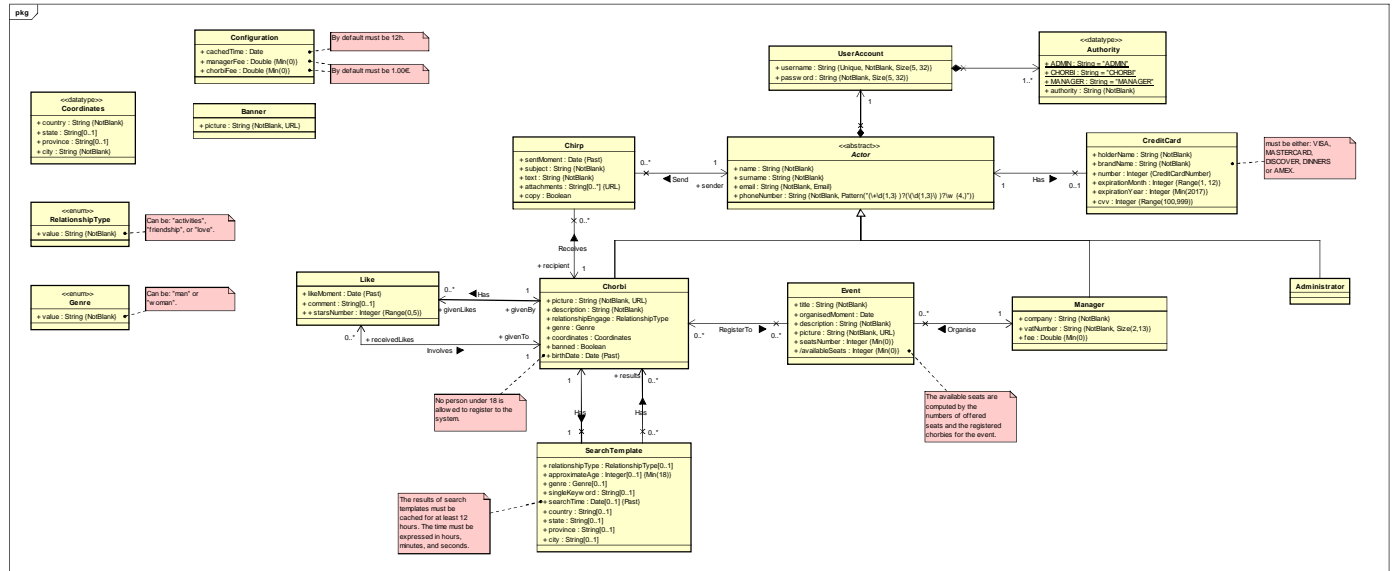 pkg
Configuration
+ cachedTime : Date
+ managerFee : Double {Min(0)}
+ chorbiFee : Double {Min(0)}
By default must be 12h.
By default must be 1.00€.
<<datatype>>
Coordinates
+ country : String {NotBlank}
+ state : String[0..1]
+ province : String[0..1]
+ city : String {NotBlank}
Banner
+ picture : String {NotBlank, URL}
UserAccount
+ username : String {Unique, NotBlank, Size(5, 32)}
+ password : String {NotBlank, Size(5, 32)}
1..*
1
<<datatype>>
Authority
+ ADMIN : String = "ADMIN"
+ CHORBI : String = "CHORBI"
+ MANAGER : String = "MANAGER"
+ authority : String {NotBlank}
Chirp
+ sentMoment : Date {Past}
+ subject : String {NotBlank}
+ text : String {NotBlank}
+ attachments : String[0..*] {URL}
+ copy : Boolean
0..*
1
Send
+ sender
<<abstract>>
Actor
+ name : String {NotBlank}
+ surname : String {NotBlank}
+ email : String {NotBlank, Email}
1
Has
0..1
CreditCard
+ holderName : String {NotBlank}
+ brandName : String {NotBlank}
+ number : Integer {CreditCardNumber}
+ expirationMonth : Integer {Range(1, 12)}
+ expirationYear : Integer {Min(2017)}
+ cvv : Integer {Range(100,999)}
must be either: VISA,
MASTERCARD,
DISCOVER, DINNERS
or AMEX.
<<enum>>
RelationshipType
+ value : String {NotBlank}
Can be: "activities",
"friendship", or "love".
0..*
Receives
+ recipient
1
<<enum>>
Genre
+ value : String {NotBlank}
Can be: "man" or
"woman".
Like
+ likeMoment : Date {Past}
+ comment : String[0..1]
+ starsNumber : Integer {Range(0,5)}
0..*
Has
1
+ givenLikes
+ givenBy
0..*
+ receivedLikes
+ givenTo
Involves
1
Chorbi
+ picture : String {NotBlank, URL}
+ description : String {NotBlank}
+ relationshipEngage : RelationshipType
+ genre : Genre
+ coordinates : Coordinates
+ banned : Boolean
+ birthDate : Date {Past}
RegisterTo
0..*
0..*
Event
+ title : String {NotBlank}
+ organisedMoment : Date
+ description : String {NotBlank}
+ picture : String {NotBlank, URL}
+ seatsNumber : Integer {Min(0)}
+ /availableSeats : Integer {Min(0)}
0..*
1
Organise
Manager
+ company : String {NotBlank}
+ vatNumber : String {NotBlank, Size(2,13)}
+ fee : Double {Min(0)}
Administrator
No person under 18 is
allowed to register to the
system.
The available seats are
computed by the
numbers of offered
seats and the registered
chorbies for the event.
1
+ results
0..*
Has
Has
1
0..*
SearchTemplate
+ relationshipType : RelationshipType[0..1]
+ approximateAge : Integer[0..1] {Min(18)}
+ genre : Genre[0..1]
+ singleKeyword : String[0..1]
+ searchTime : Date[0..1] {Past}
+ country : String[0..1]
+ state : String[0..1]
+ province : String[0..1]
+ city : String[0..1]
The results of search
templates must be
cached for at least 12
hours. The time must be
expressed in hours,
minutes, and seconds.